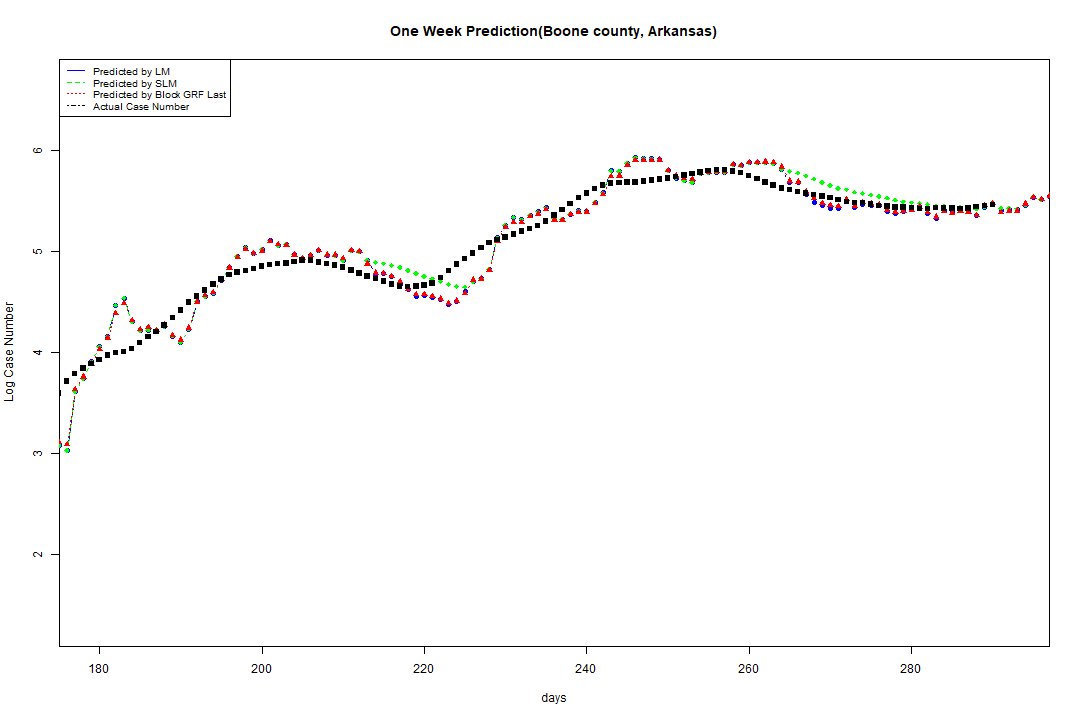 One Week Prediction(Boone county, Arkansas)
Predicted by LM
Predicted by SLM
Predicted by Block GRF Last
Actual Case Number
6
5
4
3
2
Log Case Number
180 200 220 240 260 280
days